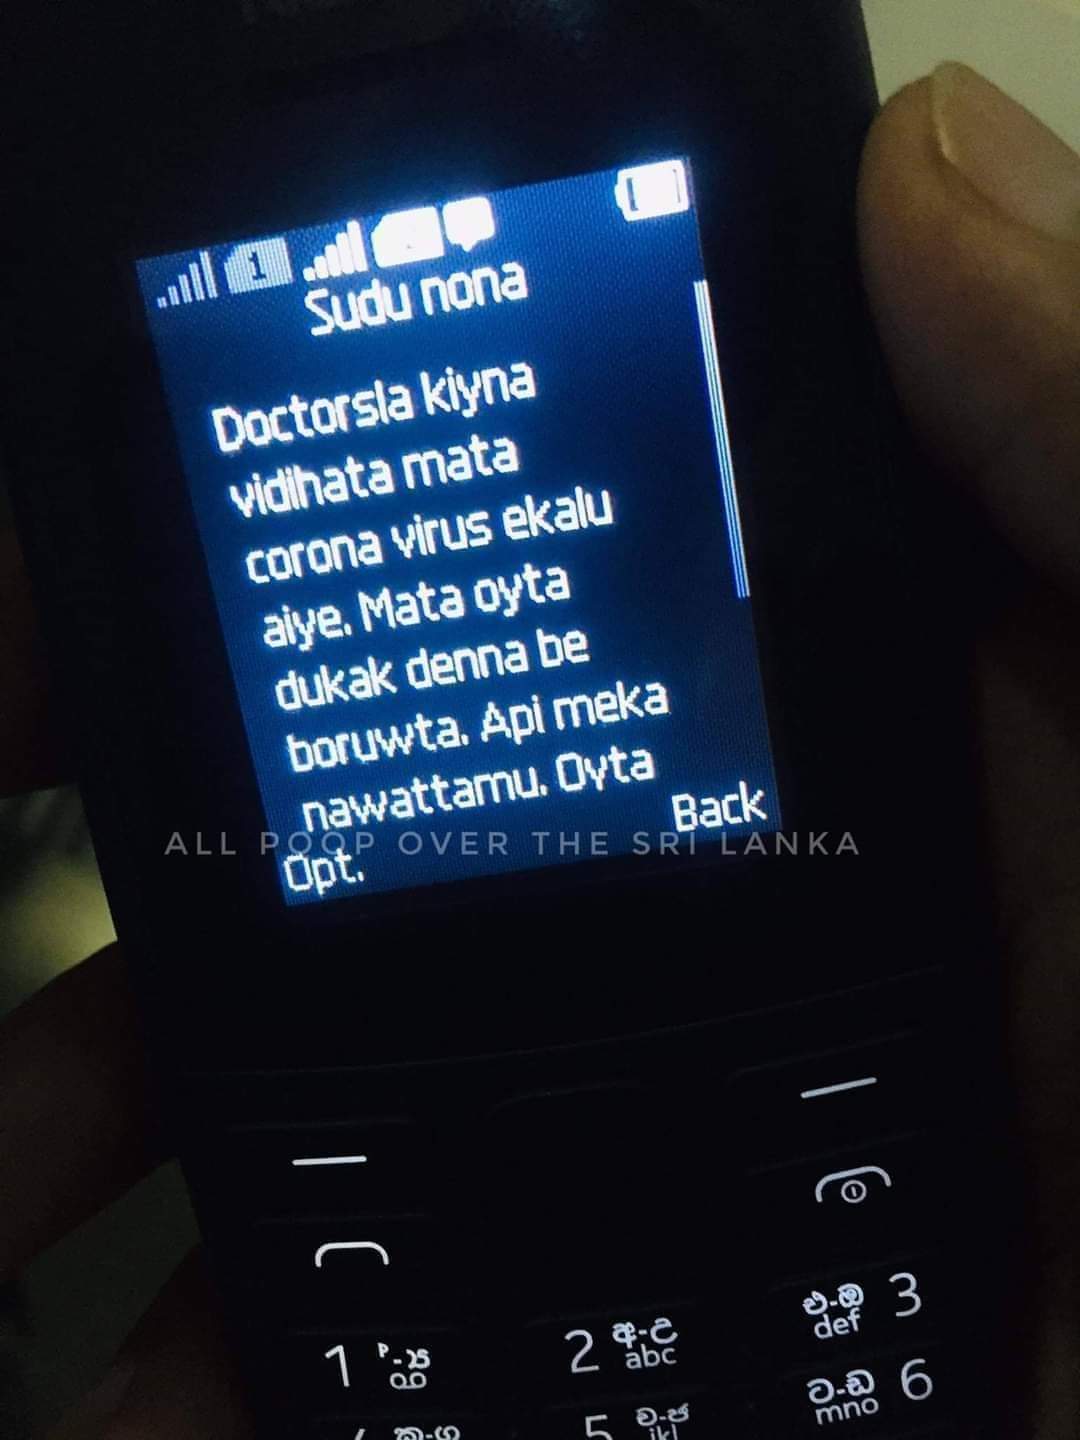 1
Sudu nona
Doctorsla kiyna
vidihata mata
corona virus ekalu
aiye. Mata oyta
dukak denna be
boruwta. Api meka
nawattamu. Oyta
Back
ALL POOP OVER THE SRI LANKA
Opt.
1
2 අ-උ abc
එ-ඔ def 3
ක-ග
5 ච-ජ jkl
ට-ඩ mno 6